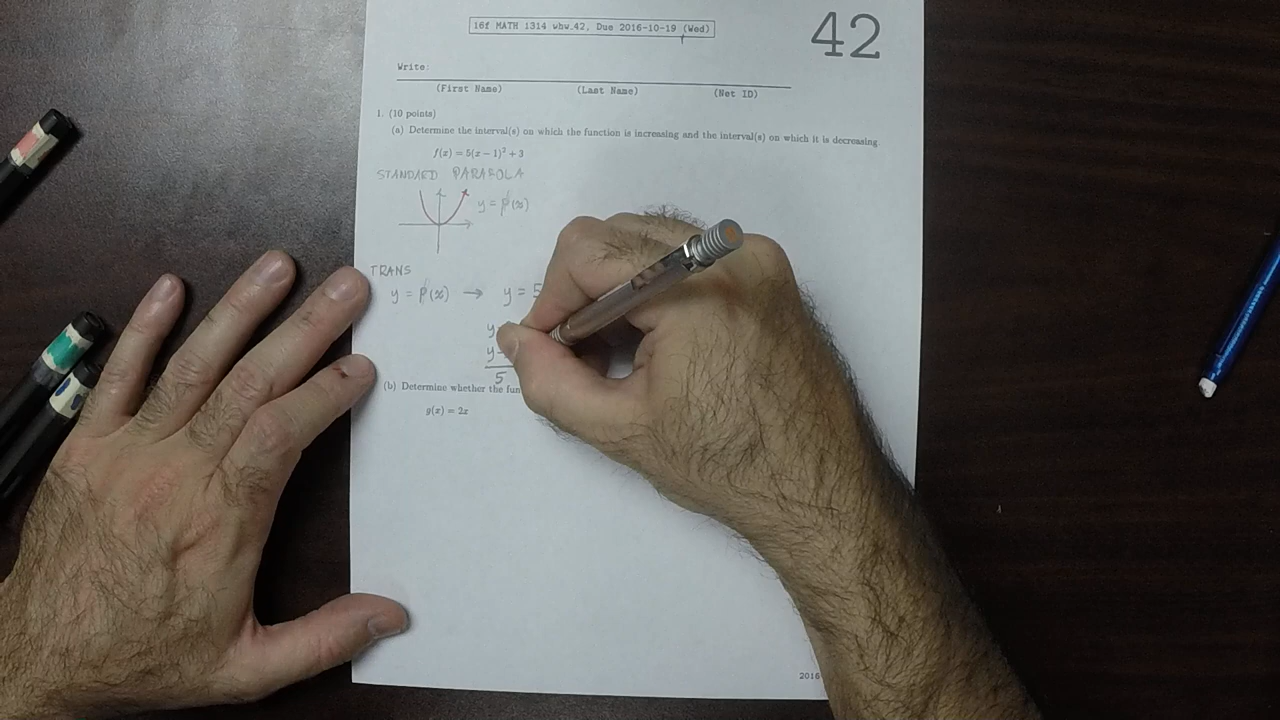 16f MATH 1314 whw_42, Due 2016-10-19 (Wed)
42
Write:
(First Name) (Last Name) (Net ID)
1. (10 points)
(a) Determine the interval(s) on which the function is increasing and the interval(s) on which it is decreasing.
f(x) = 5(x − 1)² + 3
STANDARD PARABOLA
y = p(x)
TRANS
y = p(x) → y = 5
y
y-
5
(b) Determine whether the fun
g(x) = 2x
2016